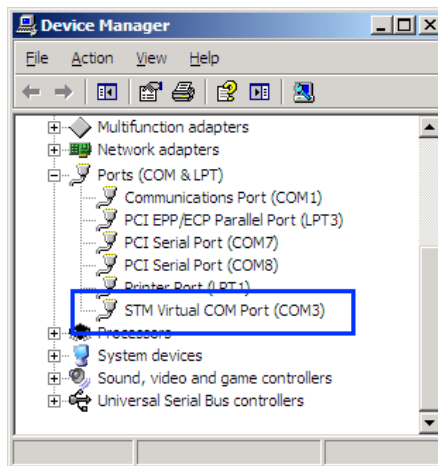 Device Manager
File Action View Help
Multifunction adapters
Network adapters
Ports (COM & LPT)
Communications Port (COM1)
PCI EPP/ECP Parallel Port (LPT3)
PCI Serial Port (COM7)
PCI Serial Port (COM8)
Printer Port (LPT1)
STM Virtual COM Port (COM3)
Processors
System devices
Sound, video and game controllers
Universal Serial Bus controllers